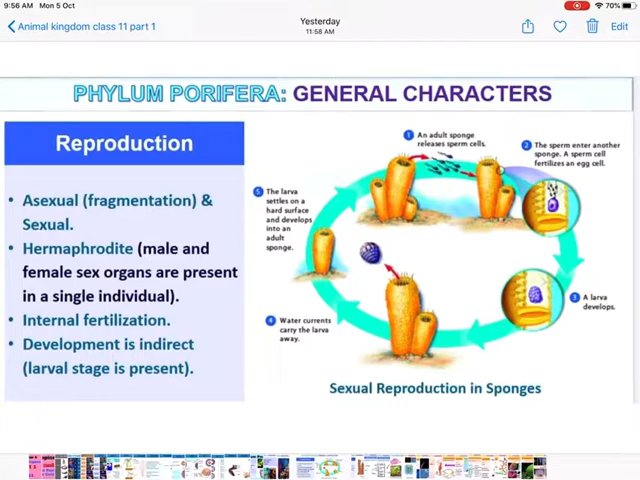 9:56 AM Mon 5 Oct
70%
Animal kingdom class 11 part 1
Yesterday
11:58 AM
Edit
PHYLUM PORIFERA: GENERAL CHARACTERS
Reproduction
• Asexual (fragmentation) &
Sexual.
• Hermaphrodite (male and
female sex organs are present
in a single individual).
• Internal fertilization.
• Development is indirect
(larval stage is present).
1 An adult sponge
releases sperm cells.
2 The sperm enter another
sponge. A sperm cell
fertilizes an egg cell.
3 A larva
develops.
4 Water currents
carry the larva
away.
5 The larva
settles on a
hard surface
and develops
into an
adult
sponge.
Sexual Reproduction in Sponges